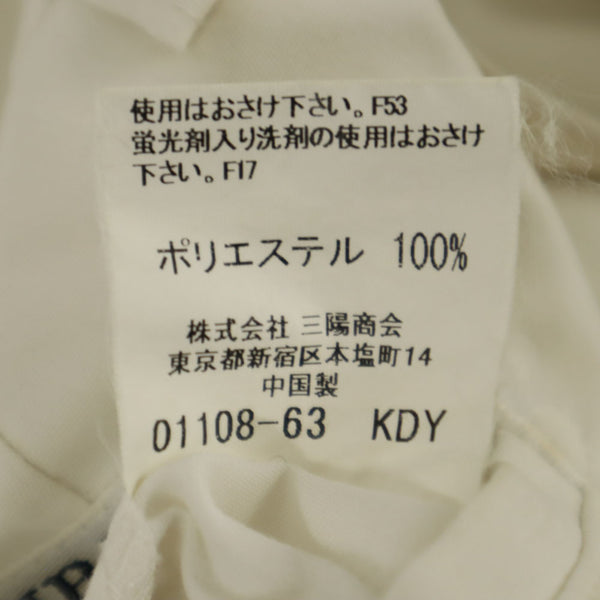 使用はおさけ下さい。F53
蛍光剤入り洗剤の使用はおさけ
下さい。F17
ポリエステル 100%
株式会社 三陽商会
東京都新宿区本塩町14
中国製
01108-63 KDY